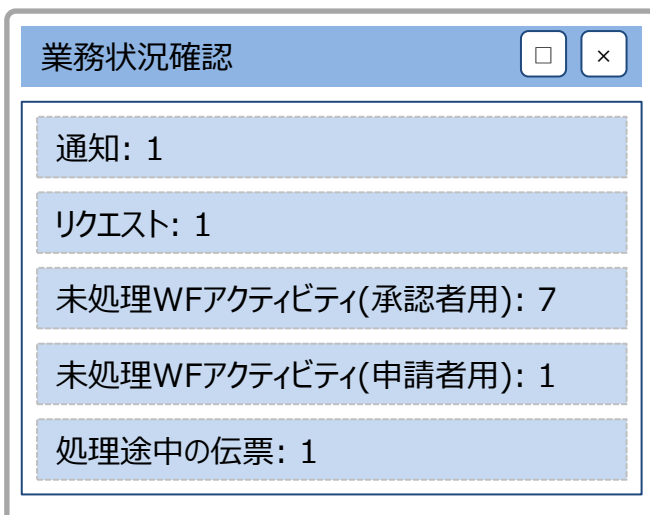 業務状況確認
通知: 1
リクエスト: 1
未処理WFアクティビティ(承認者用): 7
未処理WFアクティビティ(申請者用): 1
処理途中の伝票: 1